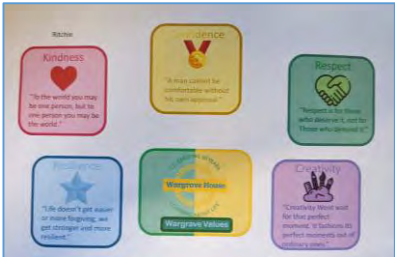 Ritchie
Kindness
"To the world you may
be one person, but to
one person you may be
the world."
Confidence
"A man cannot be
comfortable without
his own approval."
Respect
"Respect is for those
who deserve it, not for
Those who demand it."
Resilience
"Life doesn't get easier
or more forgiving, we
get stronger and more
resilient."
Wargrave House
Wargrave Values
Creativity
"Creativity Wont wait
for that perfect
moment. It fashions its
perfect moments out of
ordinary ones."